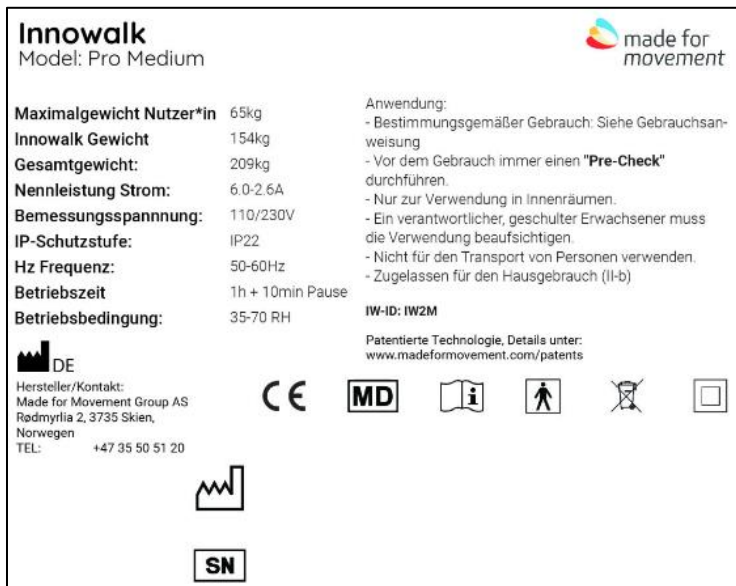 Innowalk
Model: Pro Medium
made for
movement
Maximalgewicht Nutzer*in 65kg
Innowalk Gewicht 154kg
Gesamtgewicht: 209kg
Nennleistung Strom: 6.0-2.6A
Bemessungsspannnung: 110/230V
IP-Schutzstufe: IP22
Hz Frequenz: 50-60Hz
Betriebszeit 1h + 10min Pause
Betriebsbedingung: 35-70 RH
Anwendung:
- Bestimmungsgemäßer Gebrauch: Siehe Gebrauchsan-
weisung
- Vor dem Gebrauch immer einen "Pre-Check"
durchführen.
- Nur zur Verwendung in Innenräumen.
- Ein verantwortlicher, geschulter Erwachsener muss
die Verwendung beaufsichtigen.
- Nicht für den Transport von Personen verwenden.
- Zugelassen für den Hausgebrauch (II-b)
IW-ID: IW2M
Patentierte Technologie, Details unter:
www.madeformovement.com/patents
DE
Hersteller/Kontakt:
Made for Movement Group AS
Rødmyrlia 2, 3735 Skien,
Norwegen
TEL: +47 35 50 51 20
CE MD i
SN